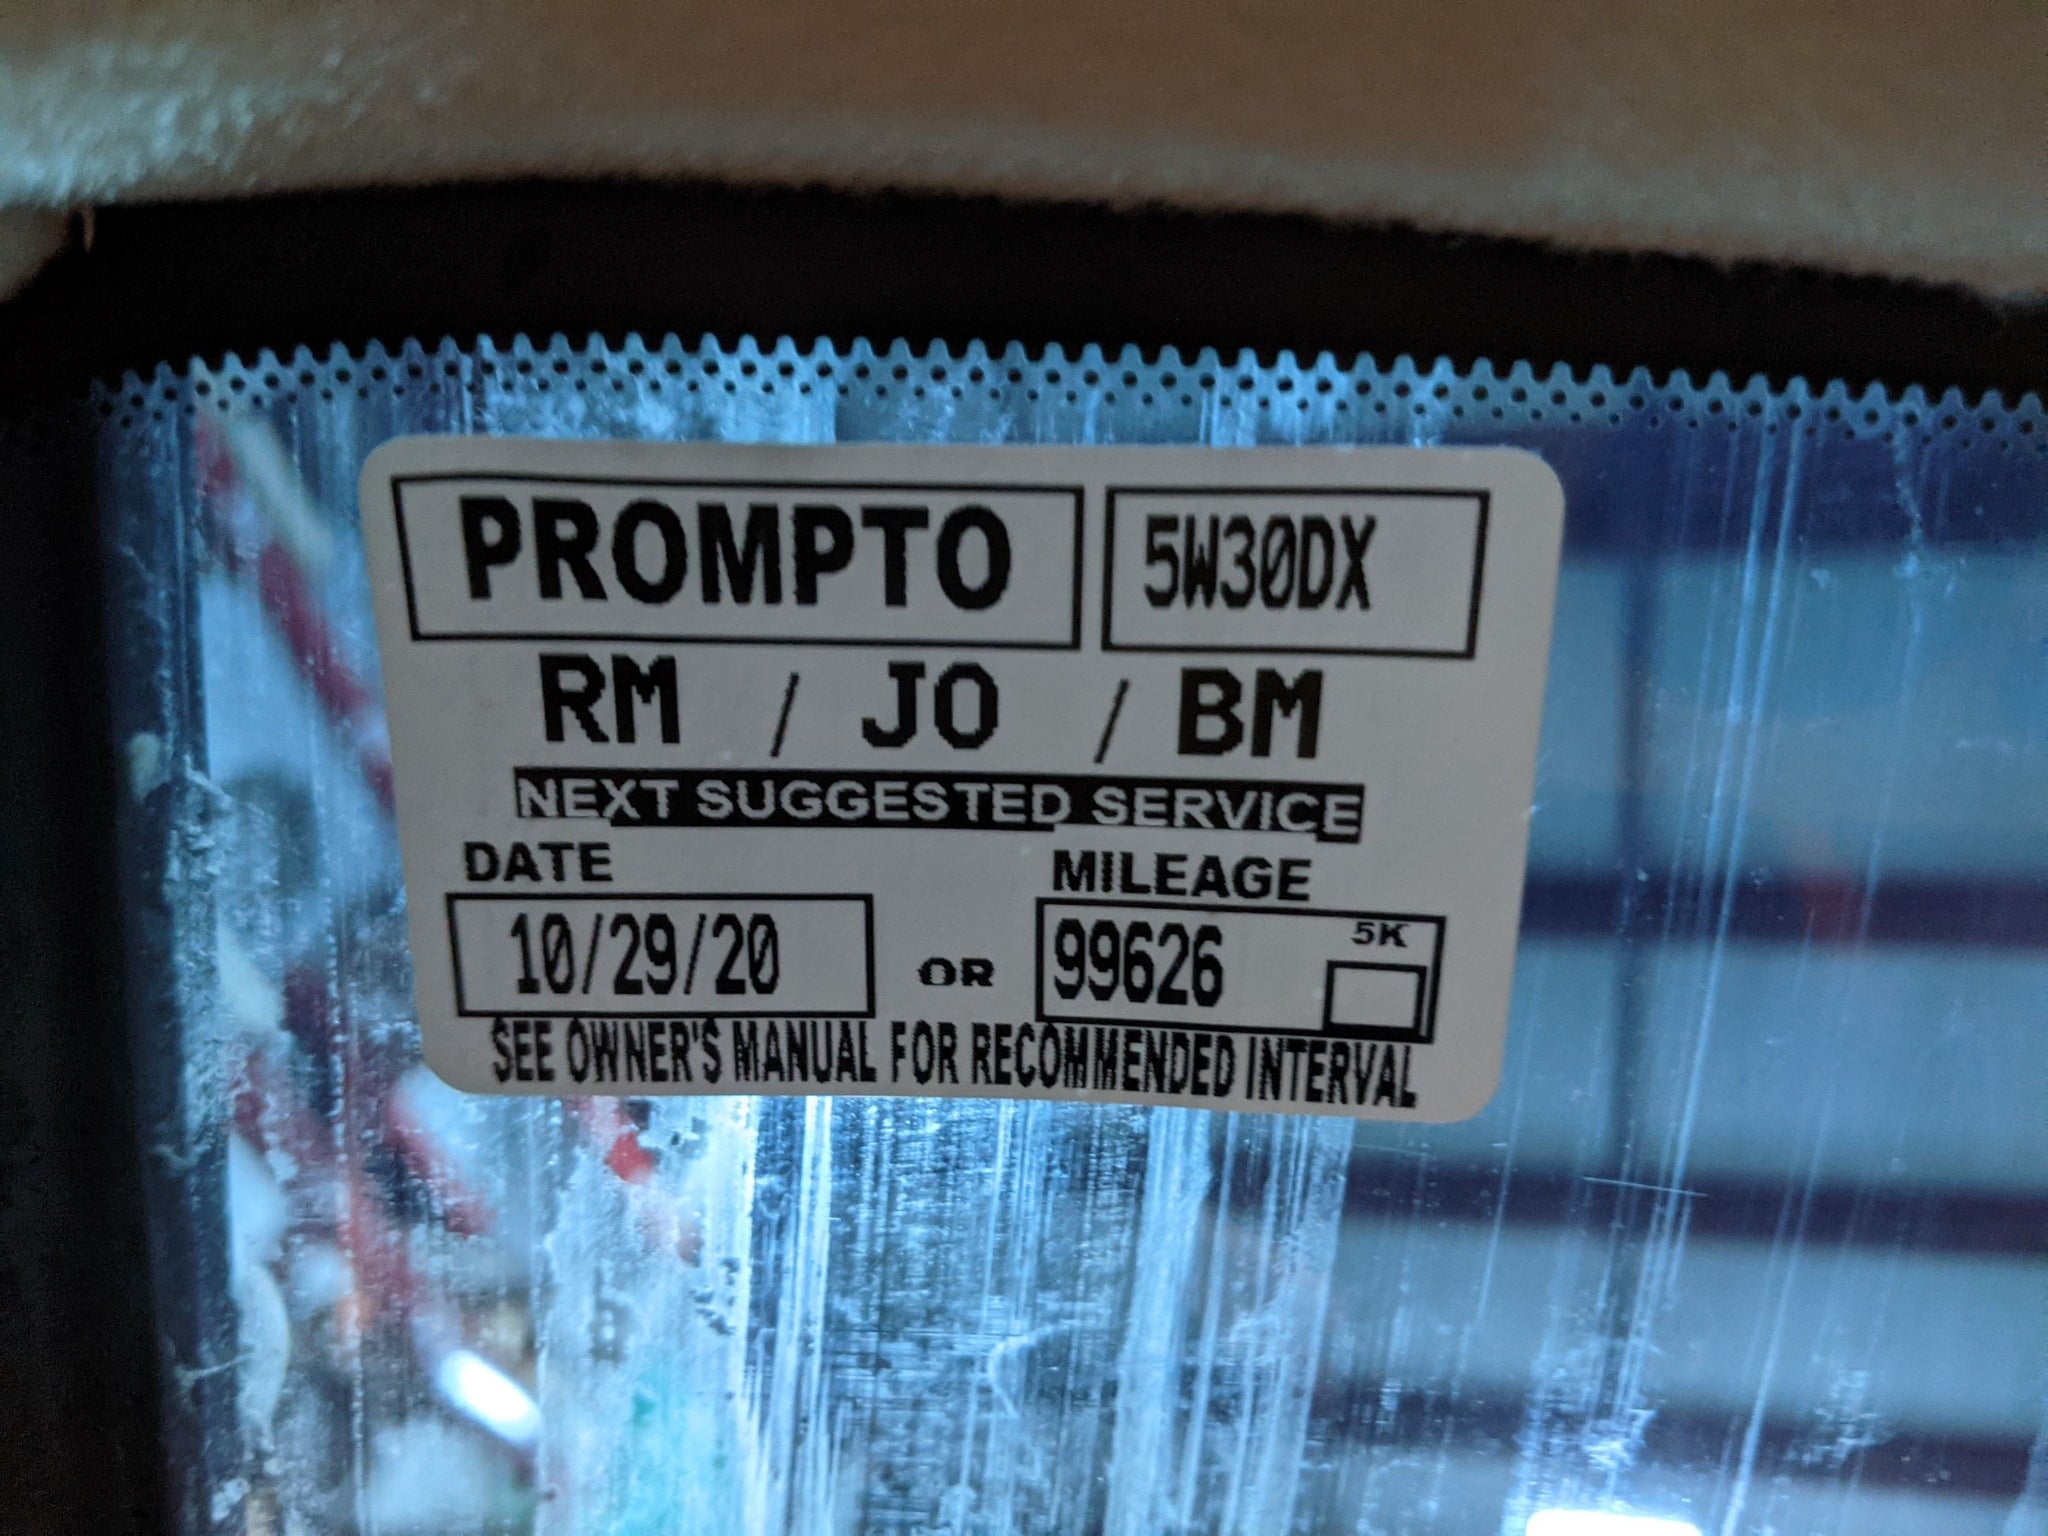 PROMPTO 5W30DX
RM / JO / BM
NEXT SUGGESTED SERVICE
DATE MILEAGE
10/29/20 OR 99626 5K
SEE OWNER'S MANUAL FOR RECOMMENDED INTERVAL